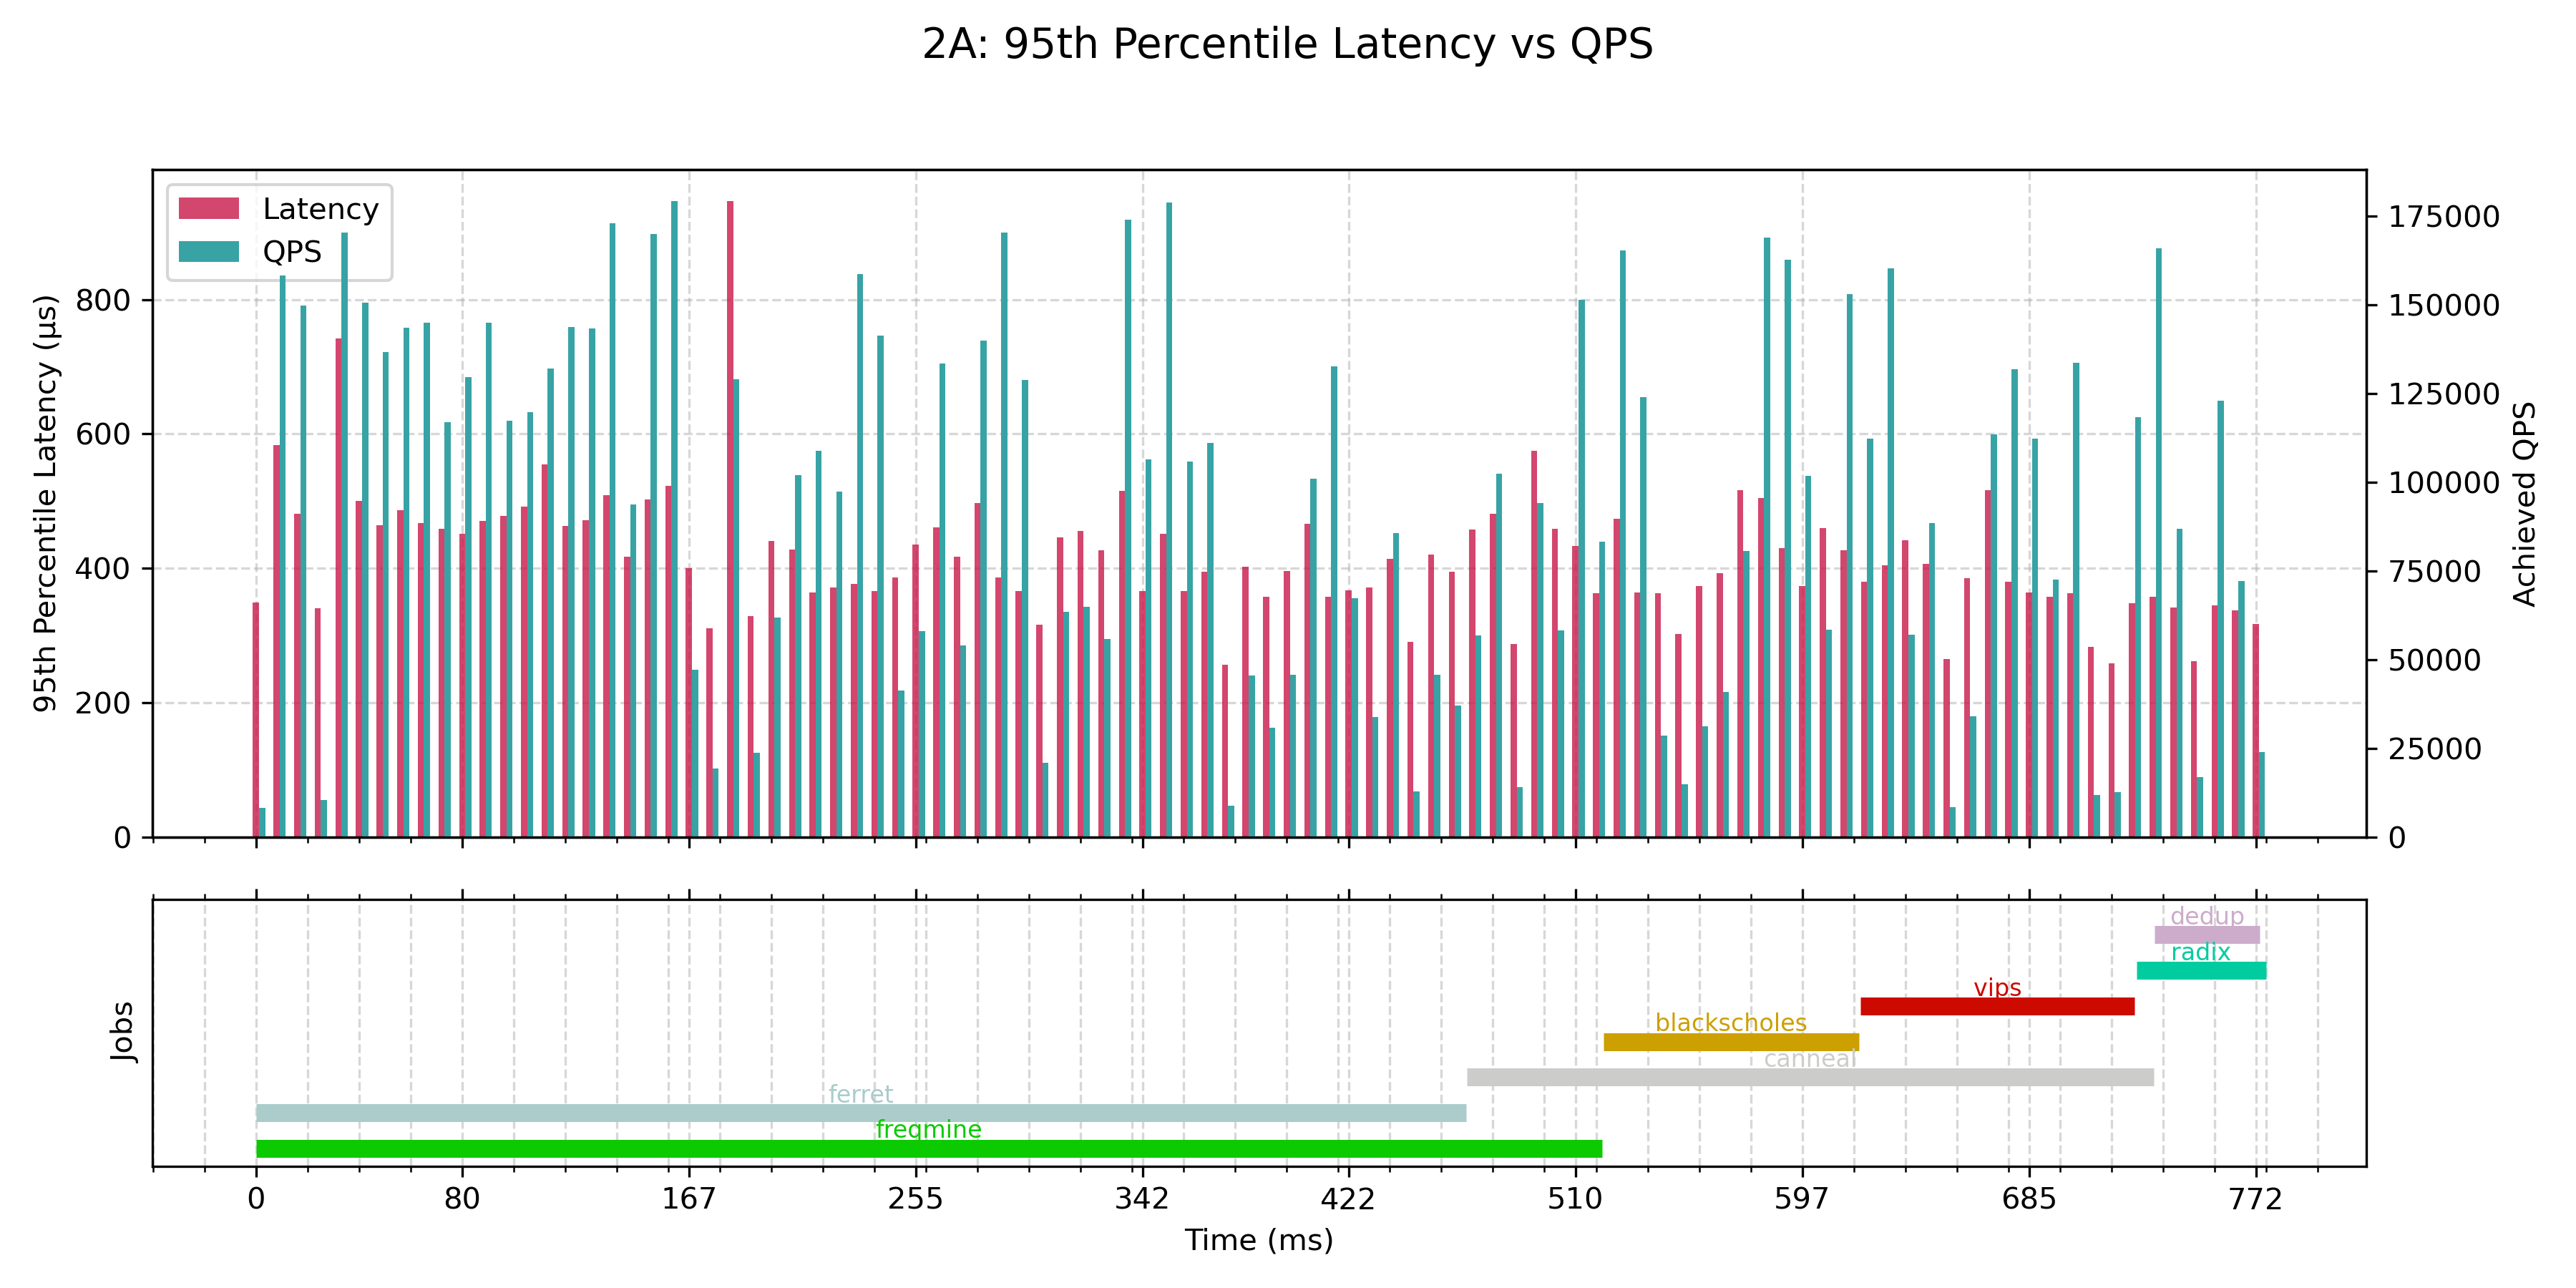 2A: 95th Percentile Latency vs QPS
Latency
QPS
95th Percentile Latency (µs)
800
600
400
200
0
175000
150000
125000
100000
75000
50000
25000
0
Achieved QPS
Jobs
dedup
radix
vips
blackscholes
canneal
ferret
freqmine
0 80 167 255 342 422 510 597 685 772
Time (ms)